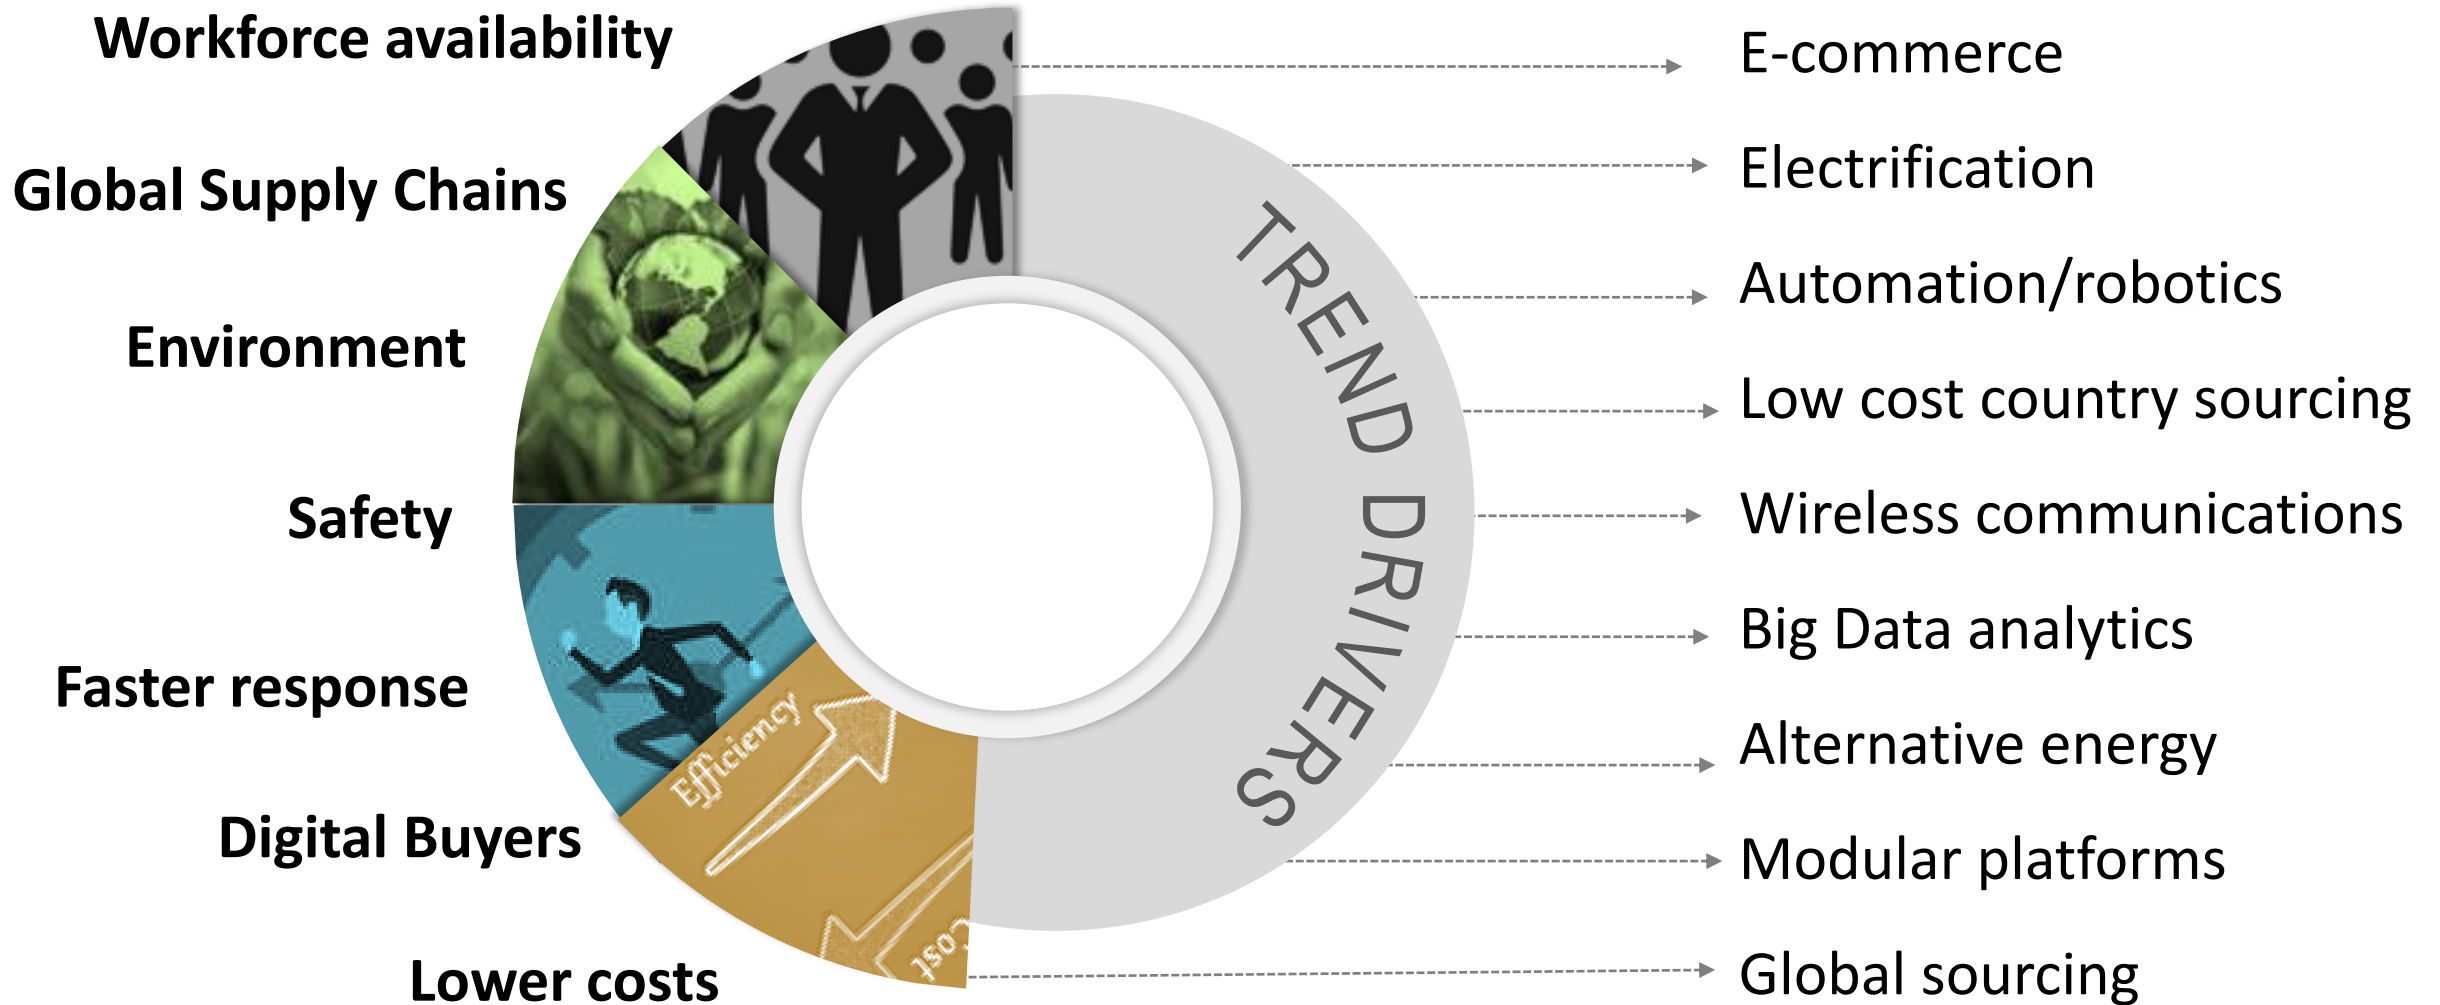 Workforce availability
Global Supply Chains
Environment
Safety
Faster response
Digital Buyers
Lower costs
Efficiency
Cost
TREND DRIVERS
E-commerce
Electrification
Automation/robotics
Low cost country sourcing
Wireless communications
Big Data analytics
Alternative energy
Modular platforms
Global sourcing